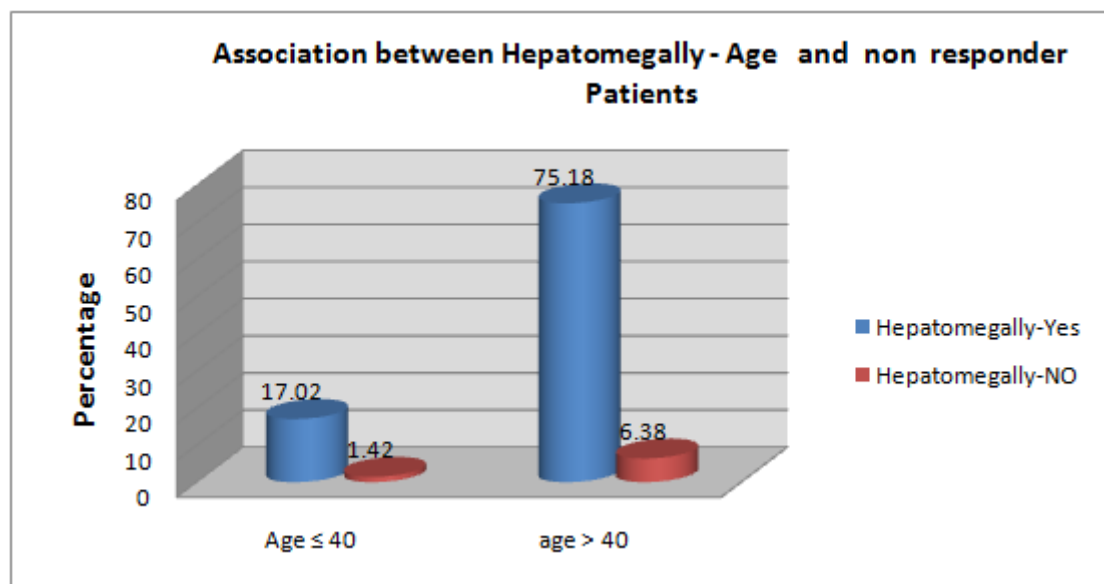 Association between Hepatomegally - Age and non responder
Patients
Percentage
80
70
60
50
40
30
20
10
0
17.02
1.42
75.18
6.38
Age ≤ 40
age > 40
Hepatomegally-Yes
Hepatomegally-NO